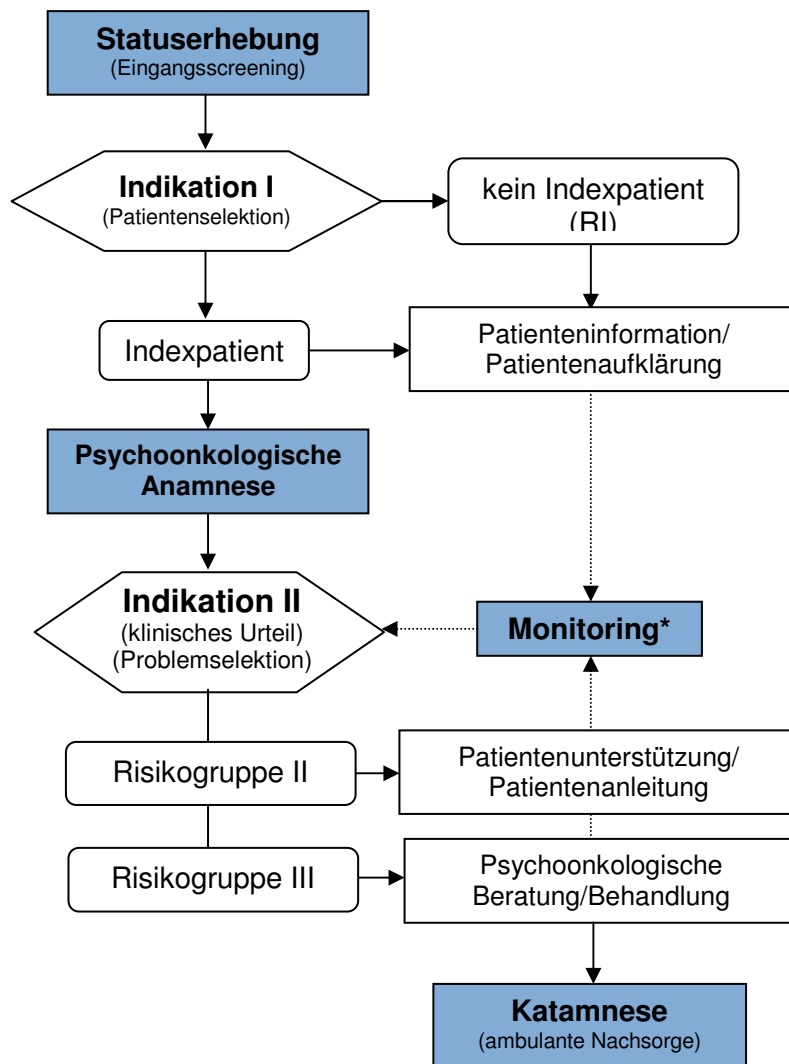 Statuserhebung
(Eingangsscreening)
Indikation I
(Patientenselektion)
kein Indexpatient
(RI)
Indexpatient
Patienteninformation/
Patientenaufklärung
Psychoonkologische
Anamnese
Indikation II
(klinisches Urteil)
(Problemselektion)
Monitoring*
Risikogruppe II
Patientenunterstützung/
Patientenanleitung
Risikogruppe III
Psychoonkologische
Beratung/Behandlung
Katamnese
(ambulante Nachsorge)